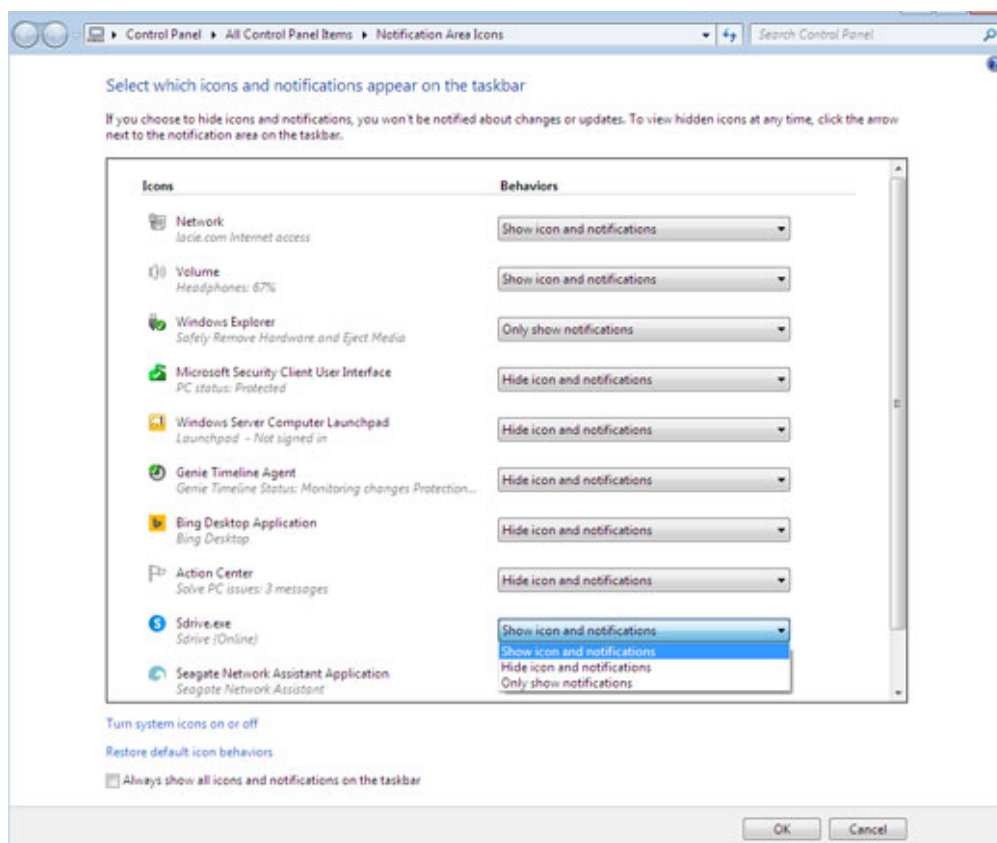 Control Panel ▸ All Control Panel Items ▸ Notification Area Icons
Search Control Panel
Select which icons and notifications appear on the taskbar
If you choose to hide icons and notifications, you won't be notified about changes or updates. To view hidden icons at any time, click the arrow
next to the notification area on the taskbar.
Icons Behaviors
Network
lacie.com Internet access
Show icon and notifications
Volume
Headphones: 67%
Show icon and notifications
Windows Explorer
Safely Remove Hardware and Eject Media
Only show notifications
Microsoft Security Client User Interface
PC status: Protected
Hide icon and notifications
Windows Server Computer Launchpad
Launchpad - Not signed in
Hide icon and notifications
Genie Timeline Agent
Genie Timeline Status: Monitoring changes Protection...
Hide icon and notifications
Bing Desktop Application
Bing Desktop
Hide icon and notifications
Action Center
Solve PC issues: 3 messages
Hide icon and notifications
Sdrive.exe
Sdrive (Online)
Show icon and notifications
Show icon and notifications
Hide icon and notifications
Only show notifications
Seagate Network Assistant Application
Seagate Network Assistant
Turn system icons on or off
Restore default icon behaviors
Always show all icons and notifications on the taskbar
OK Cancel